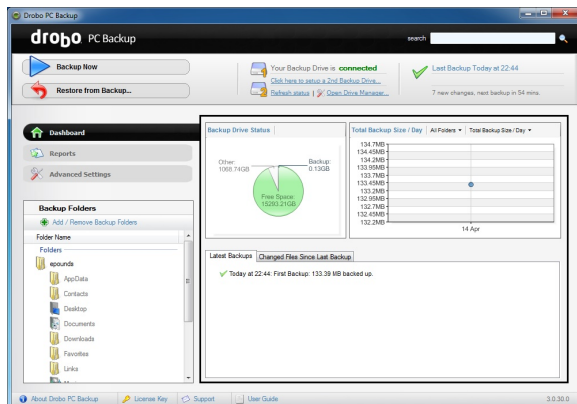 Drobo PC Backup
drobo PC Backup
search
Backup Now
Restore from Backup...
Your Backup Drive is connected
Click here to setup a 2nd Backup Drive...
Refresh status | Open Drive Manager...
Last Backup Today at 22:44
7 new changes, next backup in 54 mins.
Dashboard
Reports
Advanced Settings
Backup Folders
Add / Remove Backup Folders
Folder Name
Folders
epounds
AppData
Contacts
Desktop
Documents
Downloads
Favorites
Links
Backup Drive Status
Other:
1068.74GB
Backup:
0.13GB
Free Space:
15293.21GB
Total Backup Size / Day
All Folders
Total Backup Size / Day
134.7MB
134.45MB
134.2MB
133.95MB
133.7MB
133.45MB
133.2MB
132.95MB
132.7MB
132.45MB
132.2MB
14 Apr
Latest Backups
Changed Files Since Last Backup
Today at 22:44: First Backup: 133.39 MB backed up.
About Drobo PC Backup
License Key
Support
User Guide
3.0.30.0